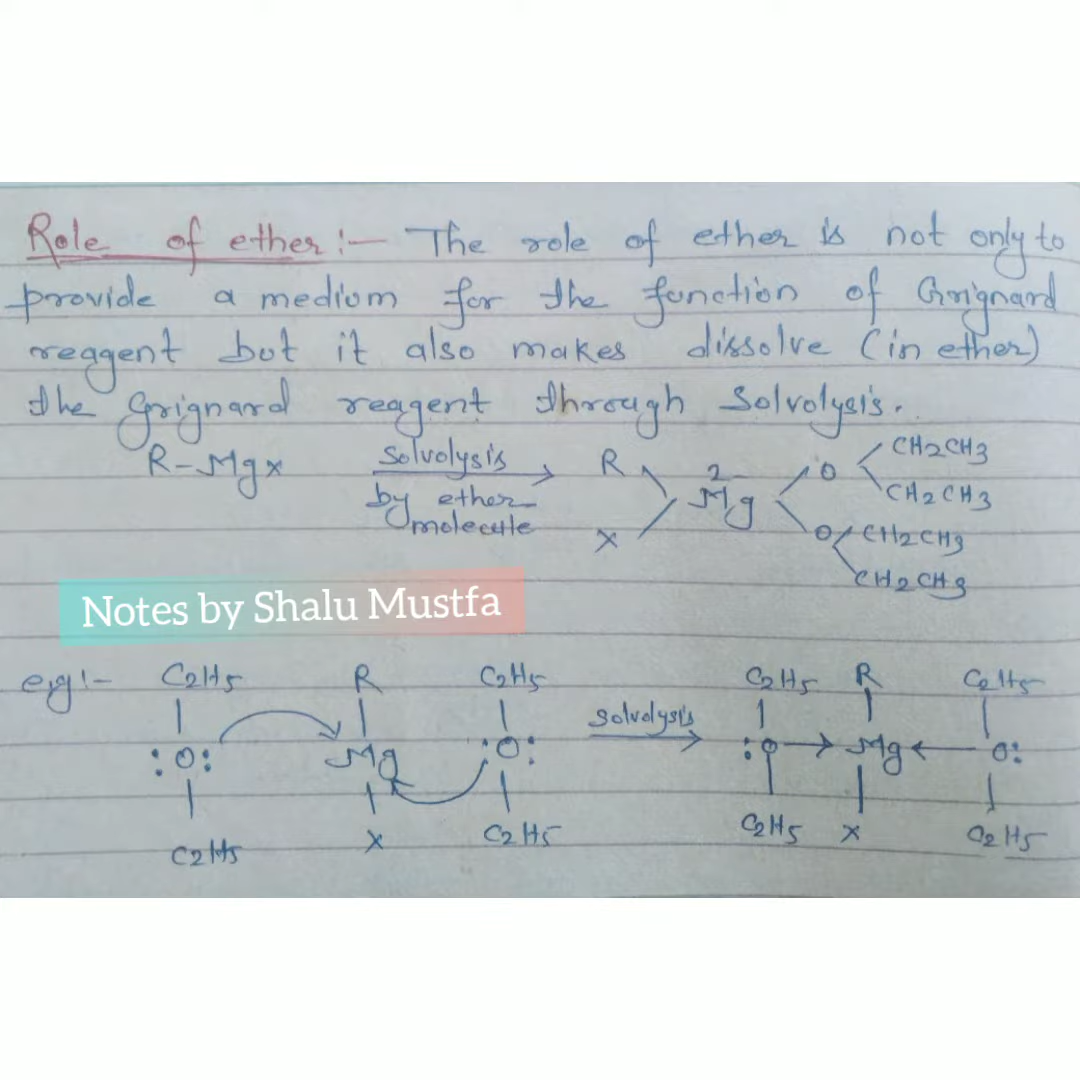 Role of ether :- The role of ether is not only to
provide a medium for the function of Grignard
reagent but it also makes dissolve (in ether)
the Grignard reagent through Solvolysis.
R-Mgx solvolysis by ether molecule R X 2- Mg O CH2CH3 CH2CH3 O CH2CH3 CH2CH3
Notes by Shalu Mustfa
eg:- C2H5 R C2H5 C2H5 R C2H5
:O: Mg :O: solvolysis :O → Mg ← O:
C2H5 X C2H5 C2H5 X C2H5